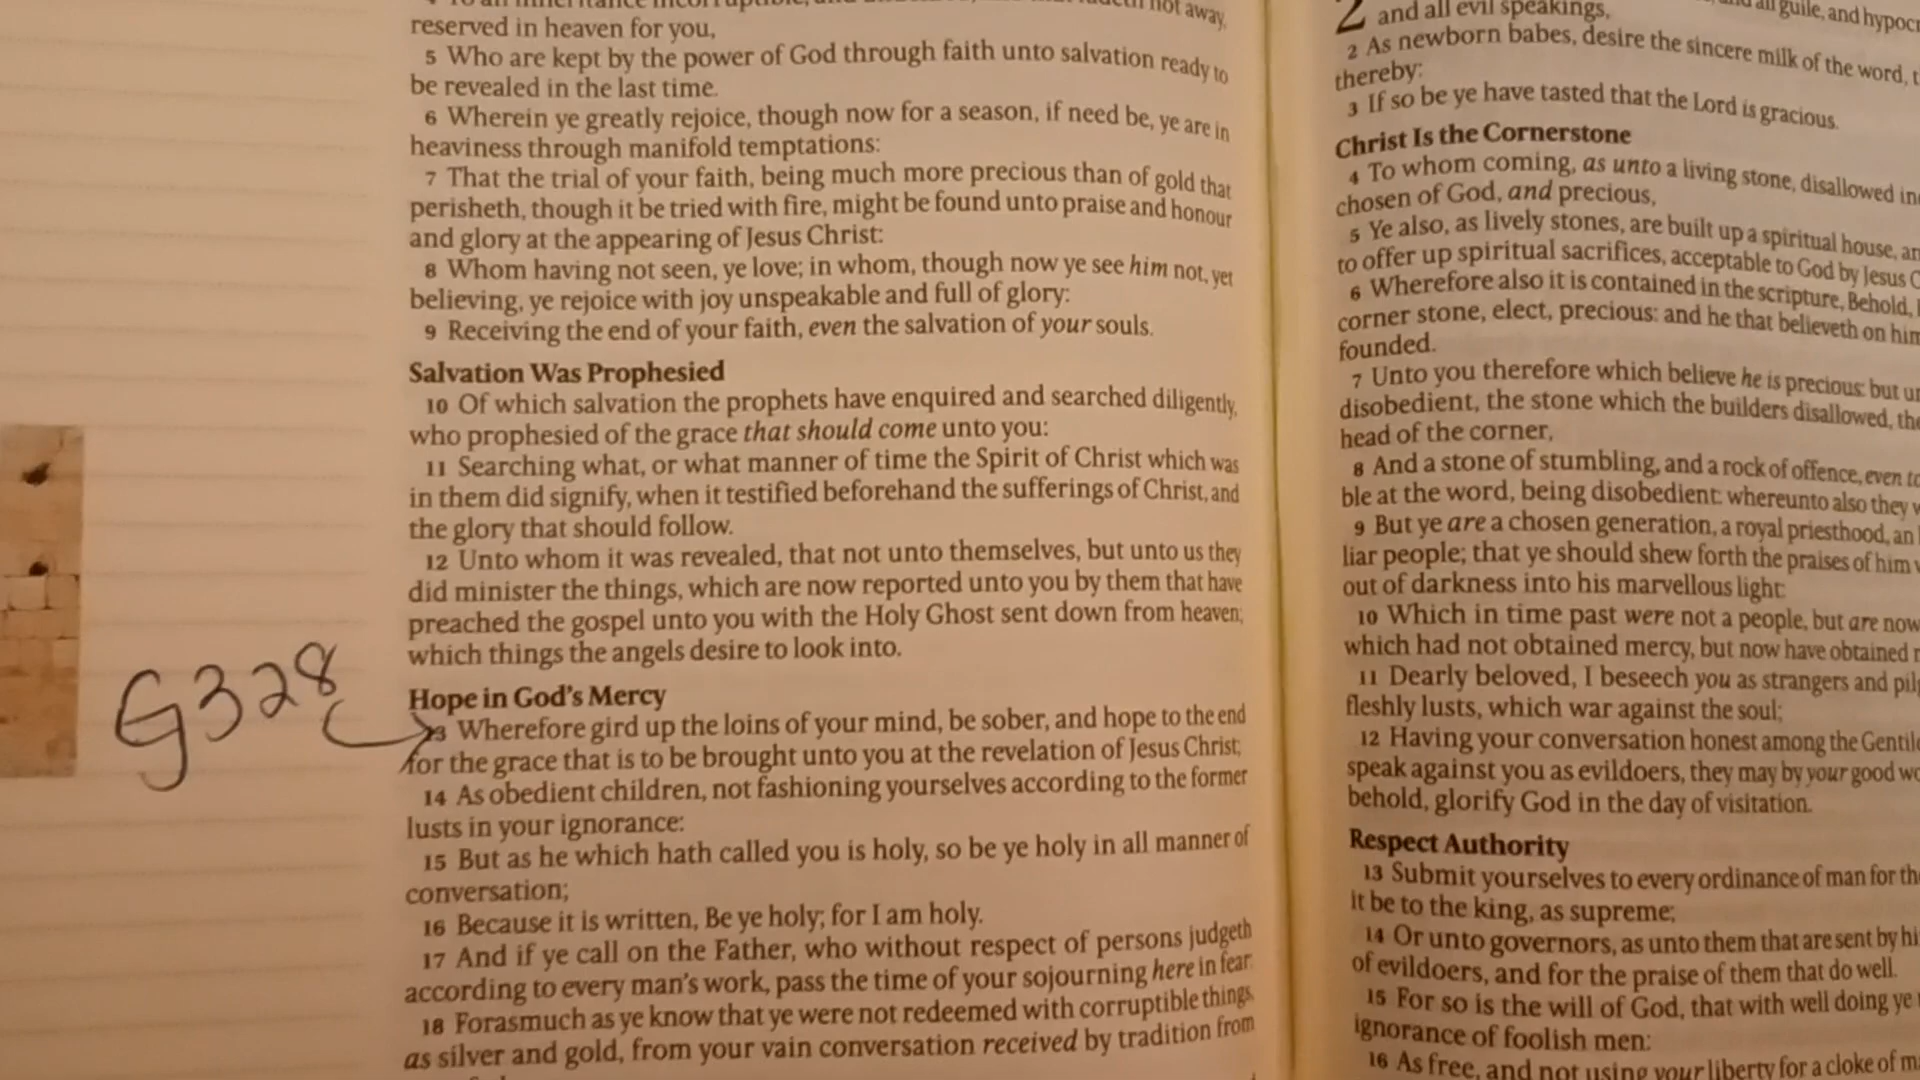 reserved in heaven for you,
5 Who are kept by the power of God through faith unto salvation ready to
be revealed in the last time.
6 Wherein ye greatly rejoice, though now for a season, if need be, ye are in
heaviness through manifold temptations:
7 That the trial of your faith, being much more precious than of gold that
perisheth, though it be tried with fire, might be found unto praise and honour
and glory at the appearing of Jesus Christ:
8 Whom having not seen, ye love; in whom, though now ye see him not, yet
believing, ye rejoice with joy unspeakable and full of glory:
9 Receiving the end of your faith, even the salvation of your souls.
Salvation Was Prophesied
10 Of which salvation the prophets have enquired and searched diligently,
who prophesied of the grace that should come unto you:
11 Searching what, or what manner of time the Spirit of Christ which was
in them did signify, when it testified beforehand the sufferings of Christ, and
the glory that should follow.
12 Unto whom it was revealed, that not unto themselves, but unto us they
did minister the things, which are now reported unto you by them that have
preached the gospel unto you with the Holy Ghost sent down from heaven;
which things the angels desire to look into.
G328
Hope in God's Mercy
Wherefore gird up the loins of your mind, be sober, and hope to the end
for the grace that is to be brought unto you at the revelation of Jesus Christ;
14 As obedient children, not fashioning yourselves according to the former
lusts in your ignorance:
15 But as he which hath called you is holy, so be ye holy in all manner of
conversation;
16 Because it is written, Be ye holy; for I am holy.
17 And if ye call on the Father, who without respect of persons judgeth
according to every man's work, pass the time of your sojourning here in fear:
18 Forasmuch as ye know that ye were not redeemed with corruptible things,
as silver and gold, from your vain conversation received by tradition from
2 guile, and
and all evil speakings,
2 As newborn babes, desire the sincere milk of the word,
thereby:
3 If so be ye have tasted that the Lord is gracious.
Christ Is the Cornerstone
4 To whom coming, as unto a living stone, disallowed
chosen of God, and precious,
5 Ye also, as lively stones, are built up a spiritual house,
to offer up spiritual sacrifices, acceptable to God by Jesus
6 Wherefore also it is contained in the scripture, Behold,
corner stone, elect, precious: and he that believeth on him
founded.
7 Unto you therefore which believe he is precious: but
disobedient, the stone which the builders disallowed,
head of the corner,
8 And a stone of stumbling, and a rock of offence, even
ble at the word, being disobedient: whereunto also they
9 But ye are a chosen generation, a royal priesthood, an
liar people; that ye should shew forth the praises of him
out of darkness into his marvellous light:
10 Which in time past were not a people, but are now
which had not obtained mercy, but now have obtained
11 Dearly beloved, I beseech you as strangers and
fleshly lusts, which war against the soul;
12 Having your conversation honest among the
speak against you as evildoers, they may by your good
behold, glorify God in the day of visitation.
Respect Authority
13 Submit yourselves to every ordinance of man for
it be to the king, as supreme;
14 Or unto governors, as unto them that are sent by
of evildoers, and for the praise of them that do well.
15 For so is the will of God, that with well doing ye
ignorance of foolish men:
16 As free, and not using your liberty for a cloke of